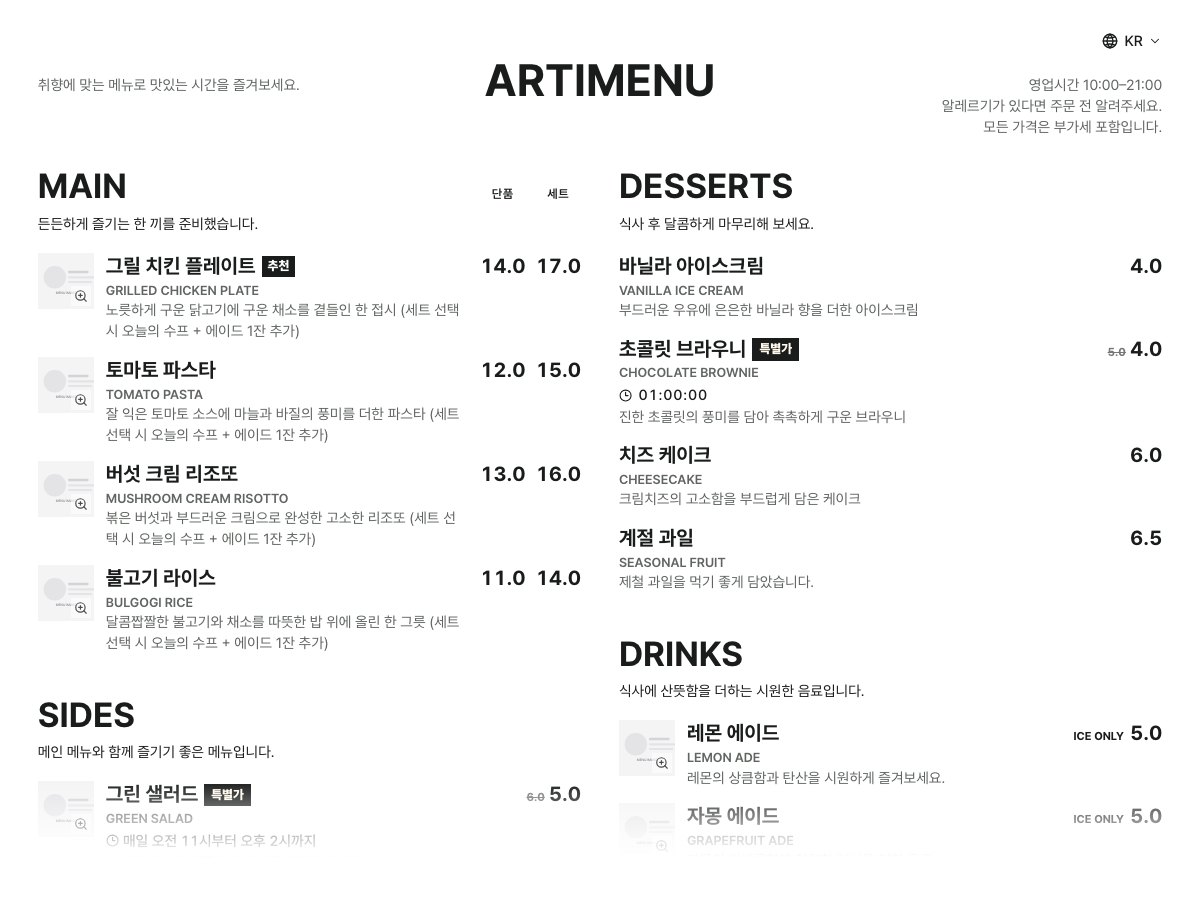 KR
취향에 맞는 메뉴로 맛있는 시간을 즐겨보세요.
ARTIMENU
영업시간 10:00–21:00
알레르기가 있다면 주문 전 알려주세요.
모든 가격은 부가세 포함입니다.
MAIN
단품 세트
든든하게 즐기는 한 끼를 준비했습니다.
그릴 치킨 플레이트 추천 14.0 17.0
GRILLED CHICKEN PLATE
노릇하게 구운 닭고기에 구운 채소를 곁들인 한 접시 (세트 선택
시 오늘의 수프 + 에이드 1잔 추가)
토마토 파스타 12.0 15.0
TOMATO PASTA
잘 익은 토마토 소스에 마늘과 바질의 풍미를 더한 파스타 (세트
선택 시 오늘의 수프 + 에이드 1잔 추가)
버섯 크림 리조또 13.0 16.0
MUSHROOM CREAM RISOTTO
볶은 버섯과 부드러운 크림으로 완성한 고소한 리조또 (세트 선
택 시 오늘의 수프 + 에이드 1잔 추가)
불고기 라이스 11.0 14.0
BULGOGI RICE
달콤짭짤한 불고기와 채소를 따뜻한 밥 위에 올린 한 그릇 (세트
선택 시 오늘의 수프 + 에이드 1잔 추가)
SIDES
메인 메뉴와 함께 즐기기 좋은 메뉴입니다.
그린 샐러드 특별가 6.0 5.0
GREEN SALAD
매일 오전 11시부터 오후 2시까지
DESSERTS
식사 후 달콤하게 마무리해 보세요.
바닐라 아이스크림 4.0
VANILLA ICE CREAM
부드러운 우유에 은은한 바닐라 향을 더한 아이스크림
초콜릿 브라우니 특별가 5.0 4.0
CHOCOLATE BROWNIE
01:00:00
진한 초콜릿의 풍미를 담아 촉촉하게 구운 브라우니
치즈 케이크 6.0
CHEESECAKE
크림치즈의 고소함을 부드럽게 담은 케이크
계절 과일 6.5
SEASONAL FRUIT
제철 과일을 먹기 좋게 담았습니다.
DRINKS
식사에 산뜻함을 더하는 시원한 음료입니다.
레몬 에이드 ICE ONLY 5.0
LEMON ADE
레몬의 상큼함과 탄산을 시원하게 즐겨보세요.
자몽 에이드 ICE ONLY 5.0
GRAPEFRUIT ADE